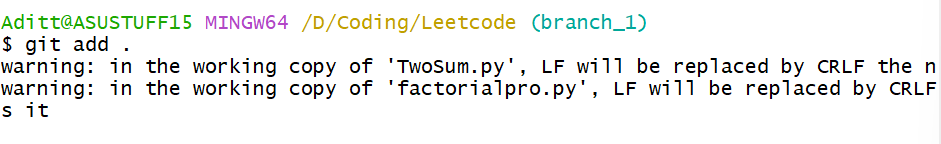 Aditt@ASUSTUFF15 MINGW64 /D/Coding/Leetcode (branch_1)
$ git add .
warning: in the working copy of 'TwoSum.py', LF will be replaced by CRLF the n
warning: in the working copy of 'factorialpro.py', LF will be replaced by CRLF
s it